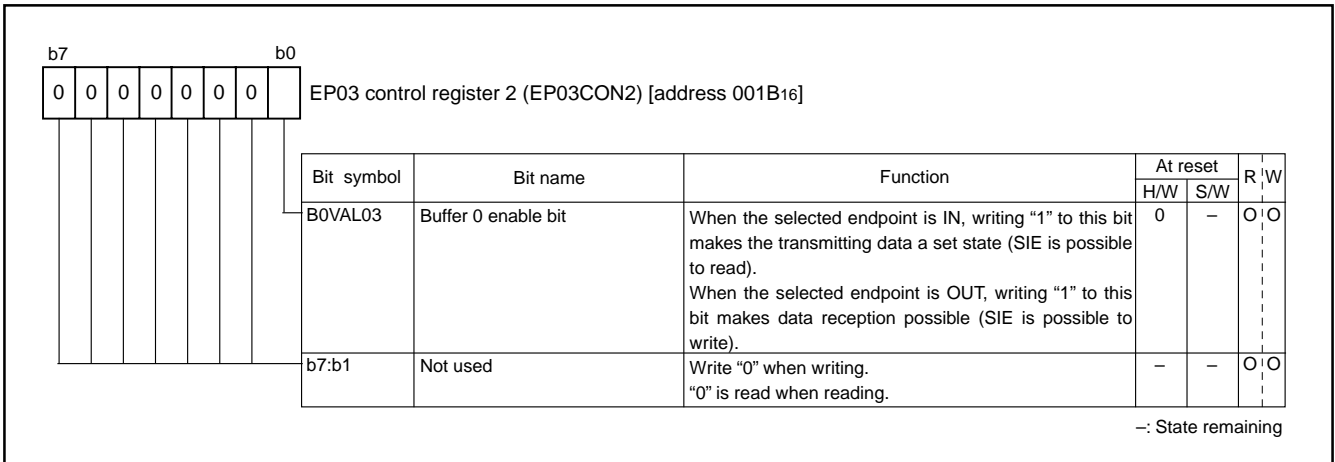 b7 b0
0 0 0 0 0 0 0 EP03 control register 2 (EP03CON2) [address 001B16]
Bit symbol Bit name Function At reset R W
H/W S/W
B0VAL03 Buffer 0 enable bit When the selected endpoint is IN, writing “1” to this bit 0 – O O
makes the transmitting data a set state (SIE is possible
to read).
When the selected endpoint is OUT, writing “1” to this
bit makes data reception possible (SIE is possible to
write).
b7:b1 Not used Write “0” when writing. – – O O
“0” is read when reading.
–: State remaining